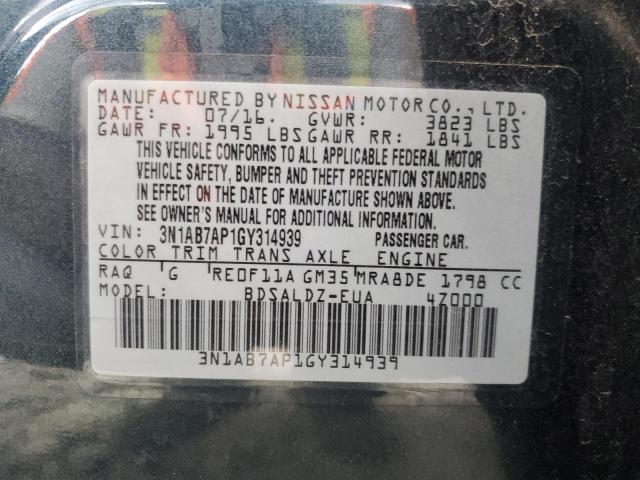 MANUFACTURED BY NISSAN MOTOR CO., LTD.
DATE: 07/16. GVWR: 3823 LBS
GAWR FR: 1995 LBS GAWR RR: 1841 LBS
THIS VEHICLE CONFORMS TO ALL APPLICABLE FEDERAL MOTOR
VEHICLE SAFETY, BUMPER AND THEFT PREVENTION STANDARDS
IN EFFECT ON THE DATE OF MANUFACTURE SHOWN ABOVE.
SEE OWNER'S MANUAL FOR ADDITIONAL INFORMATION.
VIN: 3N1AB7AP1GY314939 PASSENGER CAR.
COLOR TRIM TRANS AXLE ENGINE
RAQ 'G 'RE0F11A GM35 'MRA8DE 1798 CC
MODEL: BDSALDZ-EUA 4Z000
3N1AB7AP1GY314939